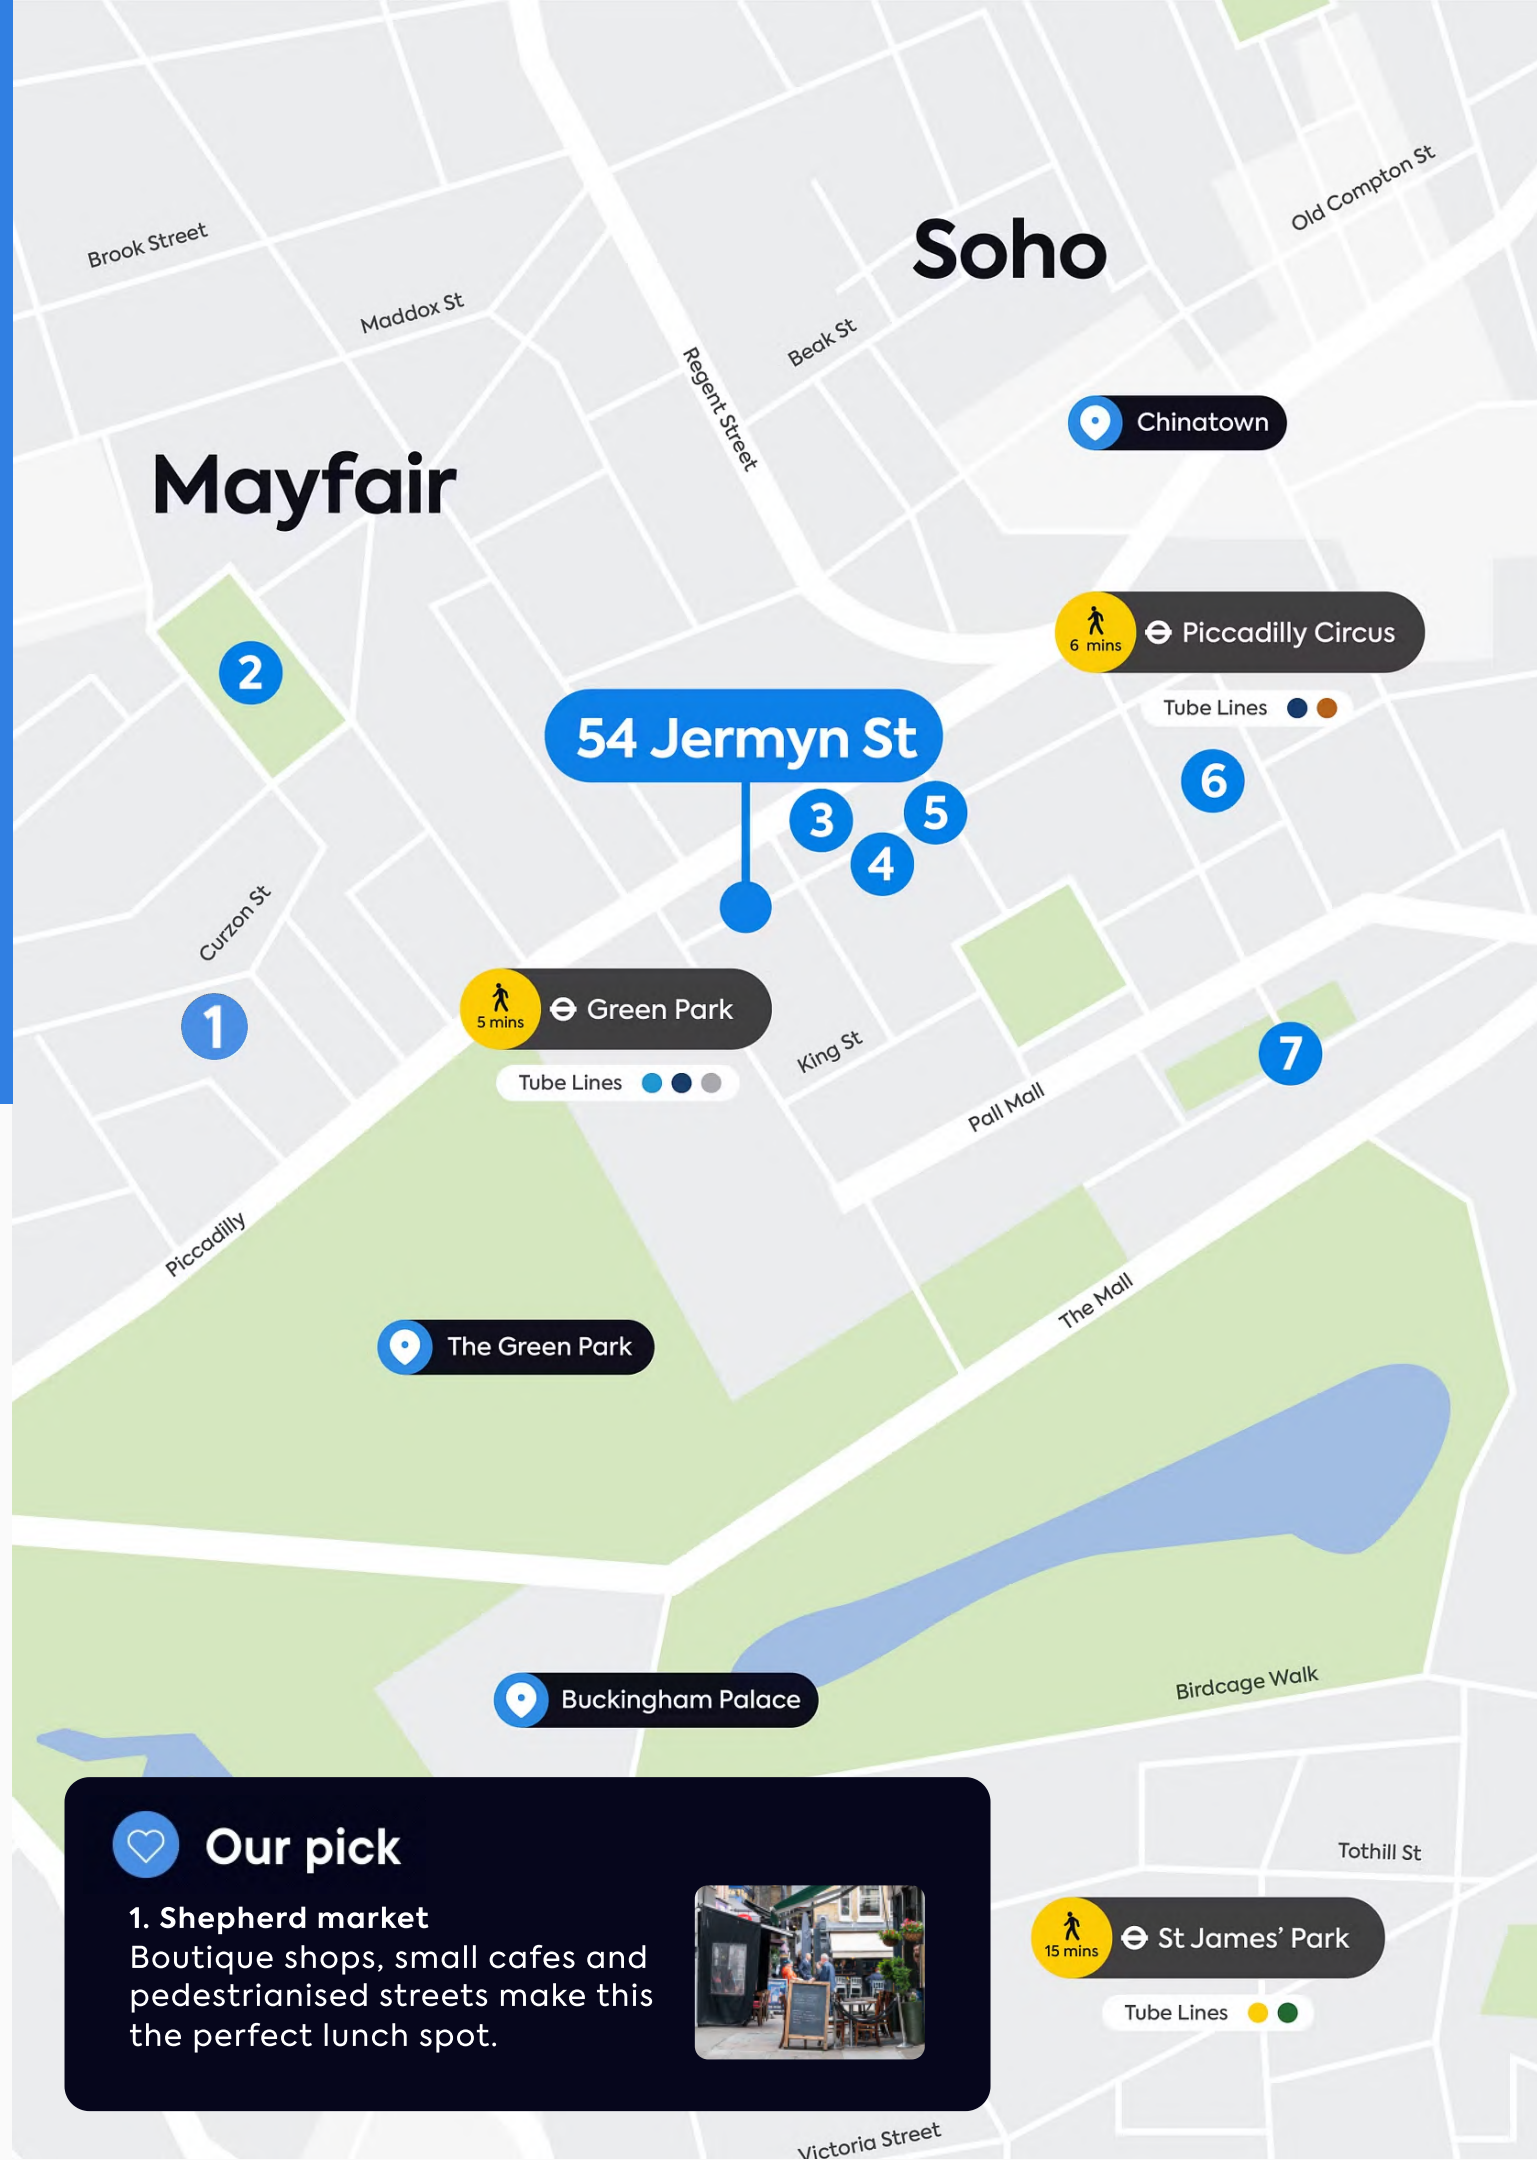 Brook Street
Maddox St
Soho
Old Compton St
Beak St
Regent Street
Chinatown
Mayfair
6 mins
Piccadilly Circus
Tube Lines
2
54 Jermyn St
3
5
4
6
Curzon St
1
5 mins
Green Park
Tube Lines
King St
7
Pall Mall
Piccadilly
The Mall
The Green Park
Buckingham Palace
Birdcage Walk
Our pick
1. Shepherd market
Boutique shops, small cafes and
pedestrianised streets make this
the perfect lunch spot.
Tothill St
15 mins
St James’ Park
Tube Lines
Victoria Street